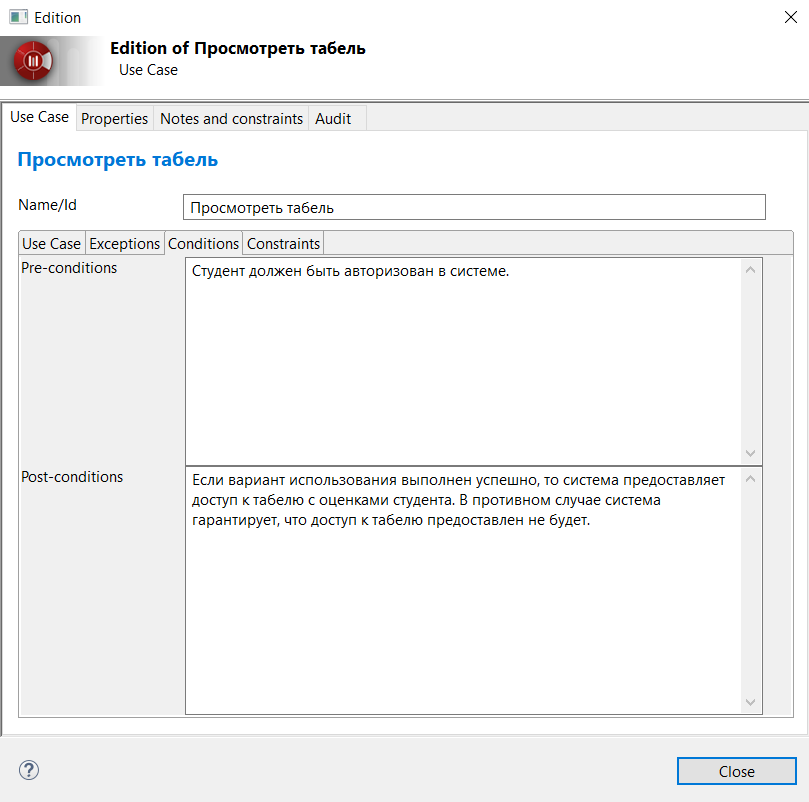 Edition
Edition of Просмотреть табель
Use Case
Use Case Properties Notes and constraints Audit
Просмотреть табель
Name/Id Просмотреть табель
Use Case Exceptions Conditions Constraints
Pre-conditions Студент должен быть авторизован в системе.
Post-conditions Если вариант использования выполнен успешно, то система предоставляет
доступ к табелю с оценками студента. В противном случае система
гарантирует, что доступ к табелю предоставлен не будет.
? Close